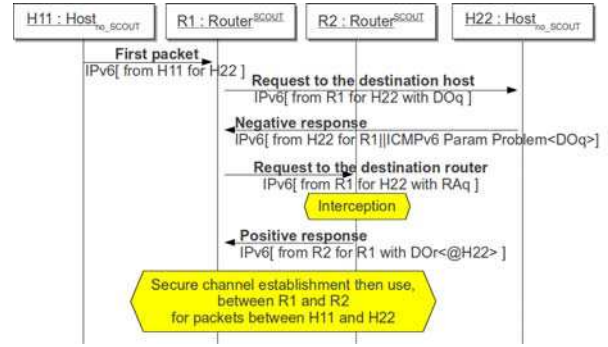 H11 : Host no_SCOUT
R1 : Router SCOUT
R2 : Router SCOUT
H22 : Host no_SCOUT
First packet
IPv6[ from H11 for H22 ]
Request to the destination host
IPv6[ from R1 for H22 with DOq ]
Negative response
IPv6[ from H22 for R1||ICMPv6 Param Problem<DOq>]
Request to the destination router
IPv6[ from R1 for H22 with RAq ]
Interception
Positive response
IPv6[ from R2 for R1 with DOr<@H22> ]
Secure channel establishment then use,
between R1 and R2
for packets between H11 and H22